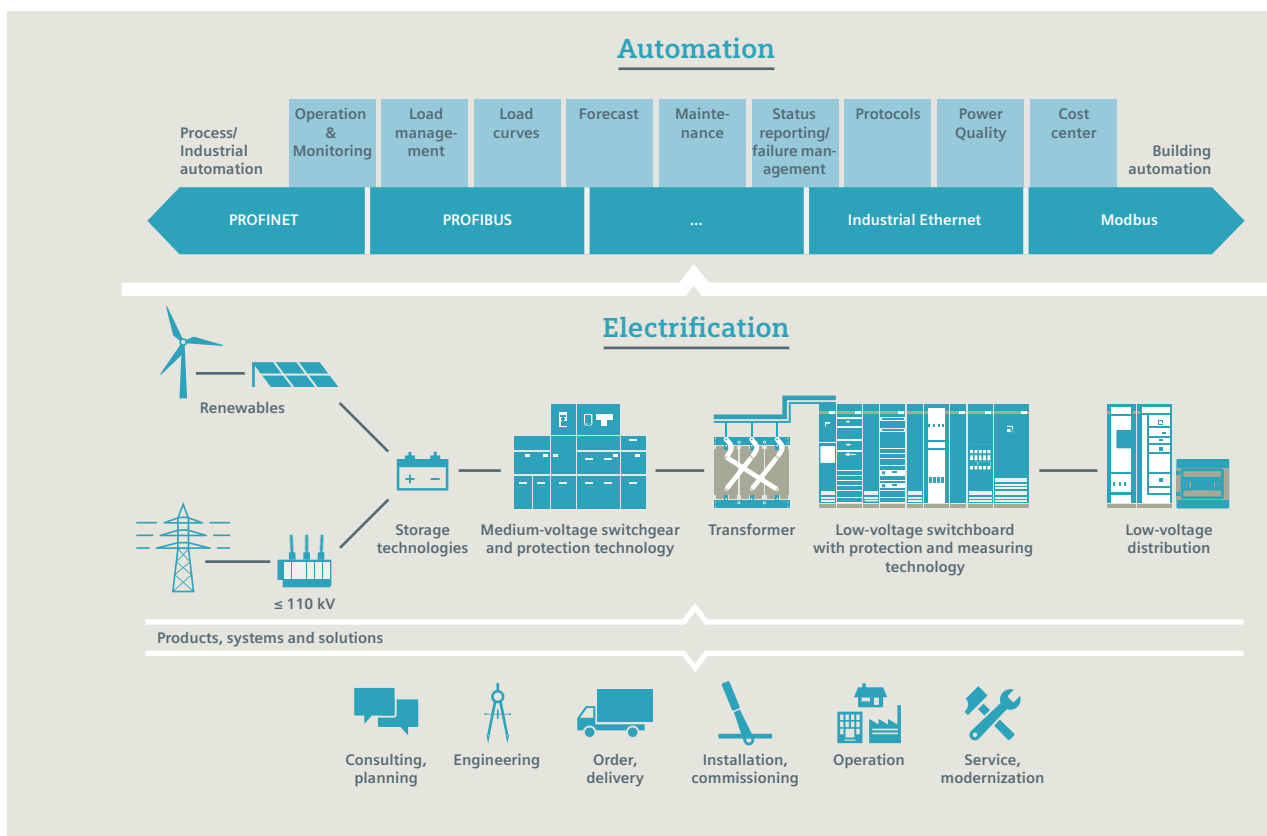 Automation
Process/
Industrial
automation
Operation
&
Monitoring
Load
manage-
ment
Load
curves
Forecast
Mainte-
nance
Status
reporting/
failure man-
agement
Protocols
Power
Quality
Cost
center
Building
automation
PROFINET
PROFIBUS
...
Industrial Ethernet
Modbus
Electrification
Renewables
≤ 110 kV
Storage
technologies
Medium-voltage switchgear
and protection technology
Transformer
Low-voltage switchboard
with protection and measuring
technology
Low-voltage
distribution
Products, systems and solutions
Consulting,
planning
Engineering
Order,
delivery
Installation,
commissioning
Operation
Service,
modernization